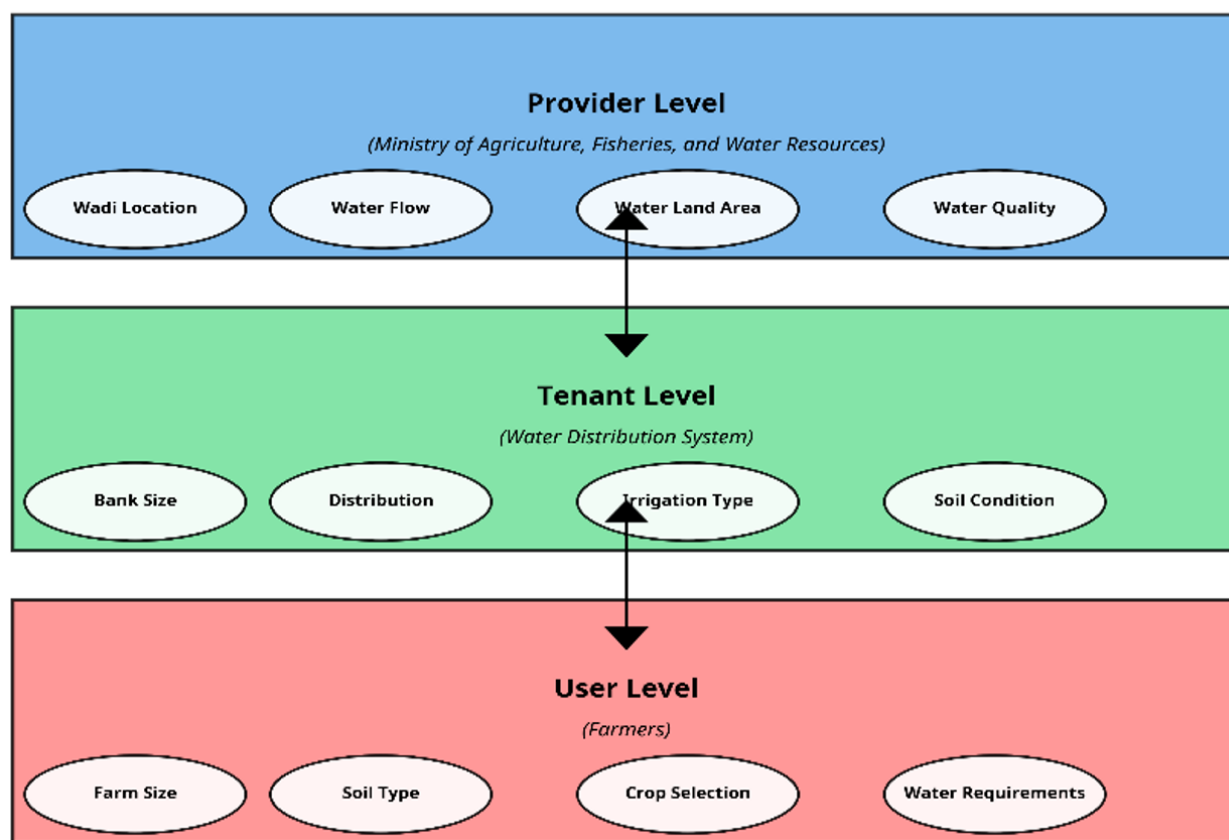 Provider Level
(Ministry of Agriculture, Fisheries, and Water Resources)
Wadi Location Water Flow Water Land Area Water Quality
Tenant Level
(Water Distribution System)
Bank Size Distribution Irrigation Type Soil Condition
User Level
(Farmers)
Farm Size Soil Type Crop Selection Water Requirements